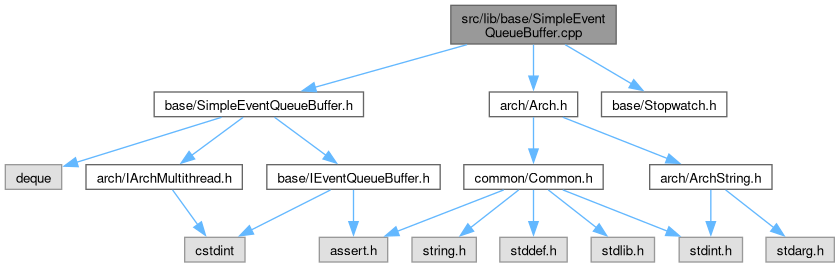 src/lib/base/SimpleEvent
QueueBuffer.cpp
base/SimpleEventQueueBuffer.h
arch/Arch.h
base/Stopwatch.h
deque
arch/IArchMultithread.h
base/IEventQueueBuffer.h
common/Common.h
arch/ArchString.h
cstdint
assert.h
string.h
stddef.h
stdlib.h
stdint.h
stdarg.h